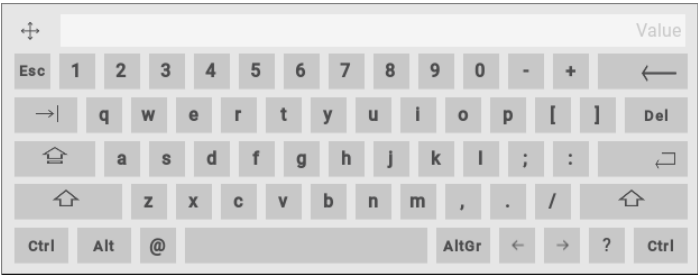 Value
Esc 1 2 3 4 5 6 7 8 9 0 - + ←
→| q w e r t y u i o p [ ] Del
a s d f g h j k l ; :
z x c v b n m , . /
Ctrl Alt @ AltGr ← → ? Ctrl